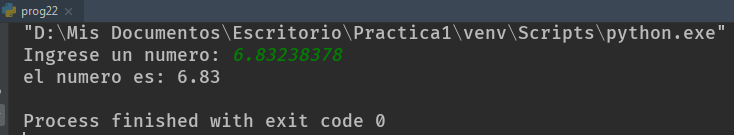 prog22 ×
"D:\Mis Documentos\Escritorio\Practica1\venv\Scripts\python.exe"
Ingrese un numero: 6.83238378
el numero es: 6.83
Process finished with exit code 0